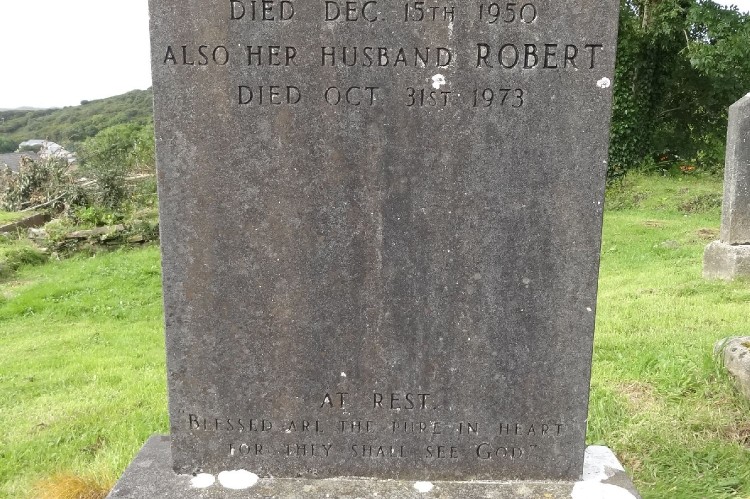 DIED DEC. 15TH 1950
ALSO HER HUSBAND ROBERT
DIED OCT 31ST 1973
AT REST.
"BLESSED ARE THE PURE IN HEART
FOR THEY SHALL SEE GOD"